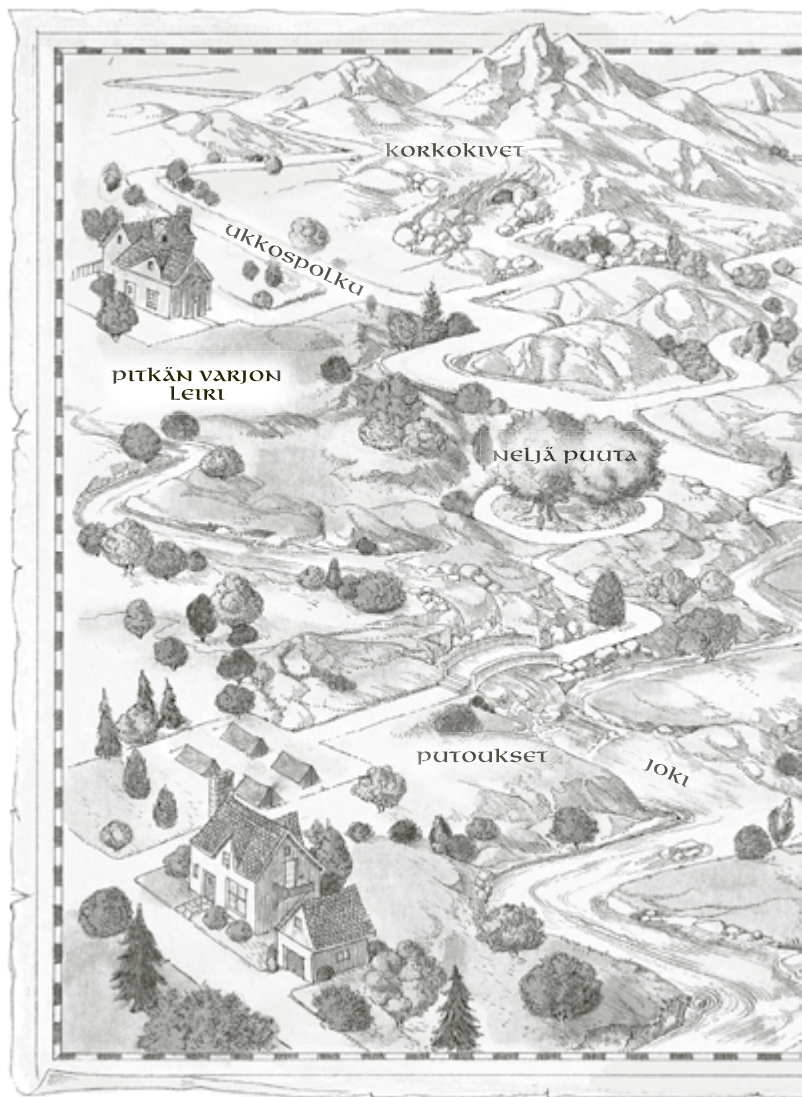 KORKOKIVET
UKKOSPOLKU
PITKÄN VARJON
LEIRI
NELJÄ PUUTA
PUTOUKSET
JOKI